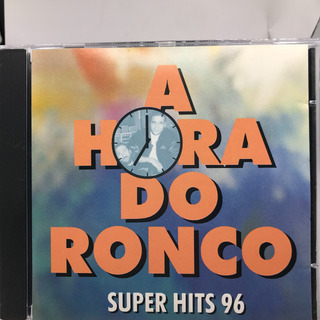 A
HORA
DO
RONCO
SUPER HITS 96